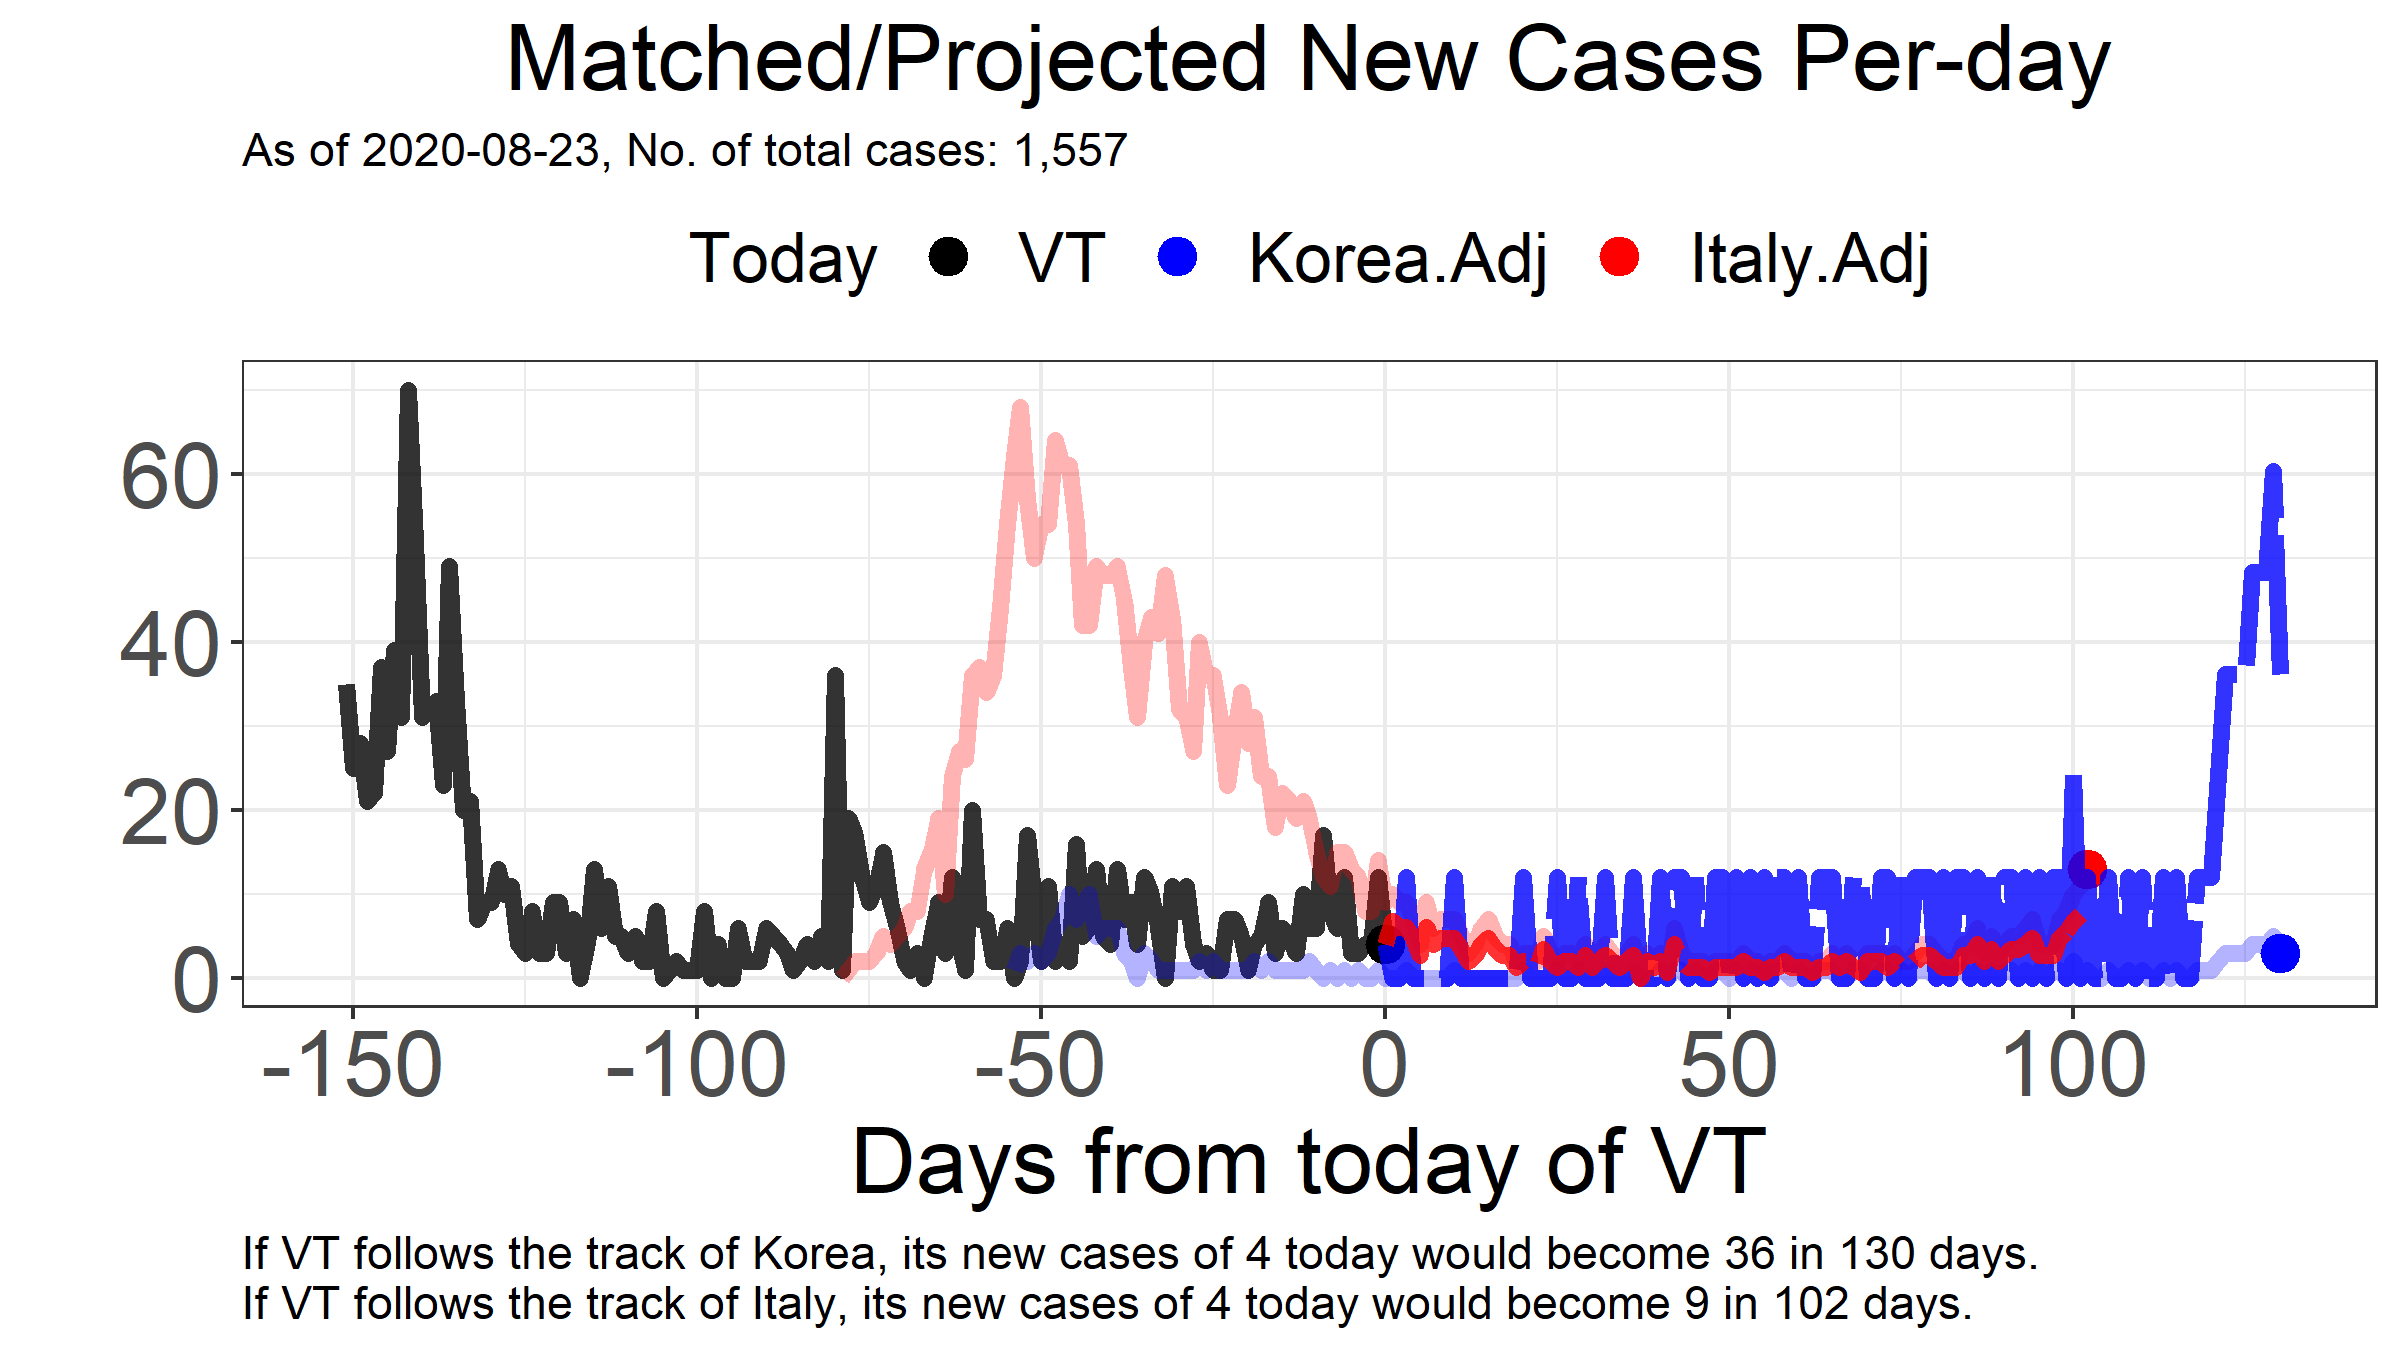 Matched/Projected New Cases Per-day
As of 2020-08-23, No. of total cases: 1,557
Today VT Korea.Adj Italy.Adj
60
40
20
0
-150 -100 -50 0 50 100
Days from today of VT
If VT follows the track of Korea, its new cases of 4 today would become 36 in 130 days.
If VT follows the track of Italy, its new cases of 4 today would become 9 in 102 days.